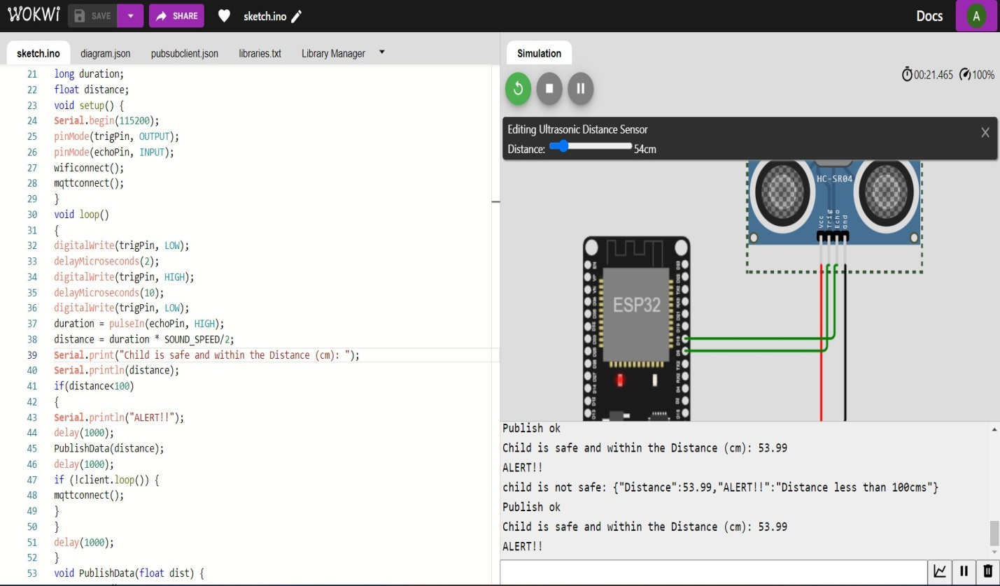 WOKWi
SAVE
SHARE
sketch.ino
Docs
A
sketch.ino
diagram.json
pubsubclient.json
libraries.txt
Library Manager
21 long duration;
22 float distance;
23 void setup() {
24 Serial.begin(115200);
25 pinMode(trigPin, OUTPUT);
26 pinMode(echoPin, INPUT);
27 wificonnect();
28 mqttconnect();
29 }
30 void loop()
31 {
32 digitalWrite(trigPin, LOW);
33 delayMicroseconds(2);
34 digitalWrite(trigPin, HIGH);
35 delayMicroseconds(10);
36 digitalWrite(trigPin, LOW);
37 duration = pulseIn(echoPin, HIGH);
38 distance = duration * SOUND_SPEED/2;
39 Serial.print("Child is safe and within the Distance (cm): ");
40 Serial.println(distance);
41 if(distance<100)
42 {
43 Serial.println("ALERT!!");
44 delay(1000);
45 PublishData(distance);
46 delay(1000);
47 if (!client.loop()) {
48 mqttconnect();
49 }
50 }
51 delay(1000);
52 }
53 void PublishData(float dist) {
Simulation
00:21.465
100%
Editing Ultrasonic Distance Sensor
X
Distance:
54cm
HC-SR04
Vcc
Trig
Echo
Gnd
ESP32
Publish ok
Child is safe and within the Distance (cm): 53.99
ALERT!!
child is not safe: {"Distance":53.99,"ALERT!!":"Distance less than 100cms"}
Publish ok
Child is safe and within the Distance (cm): 53.99
ALERT!!